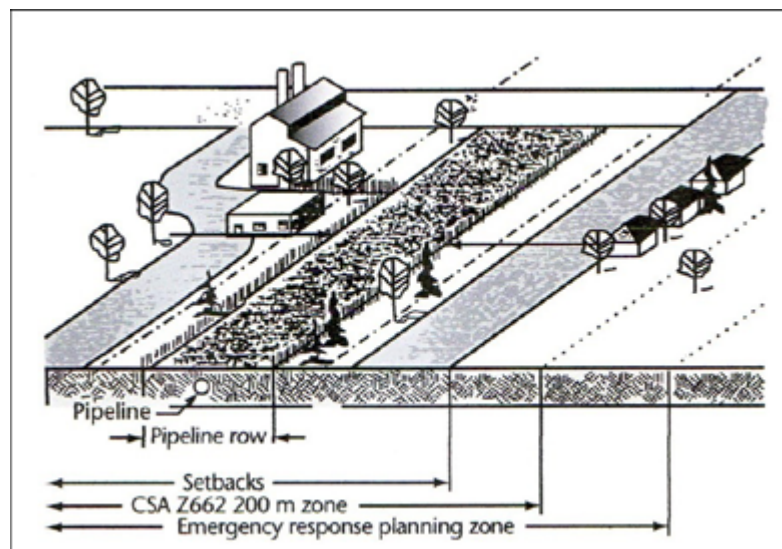 Pipeline
Pipeline row
Setbacks
CSA Z662 200 m zone
Emergency response planning zone